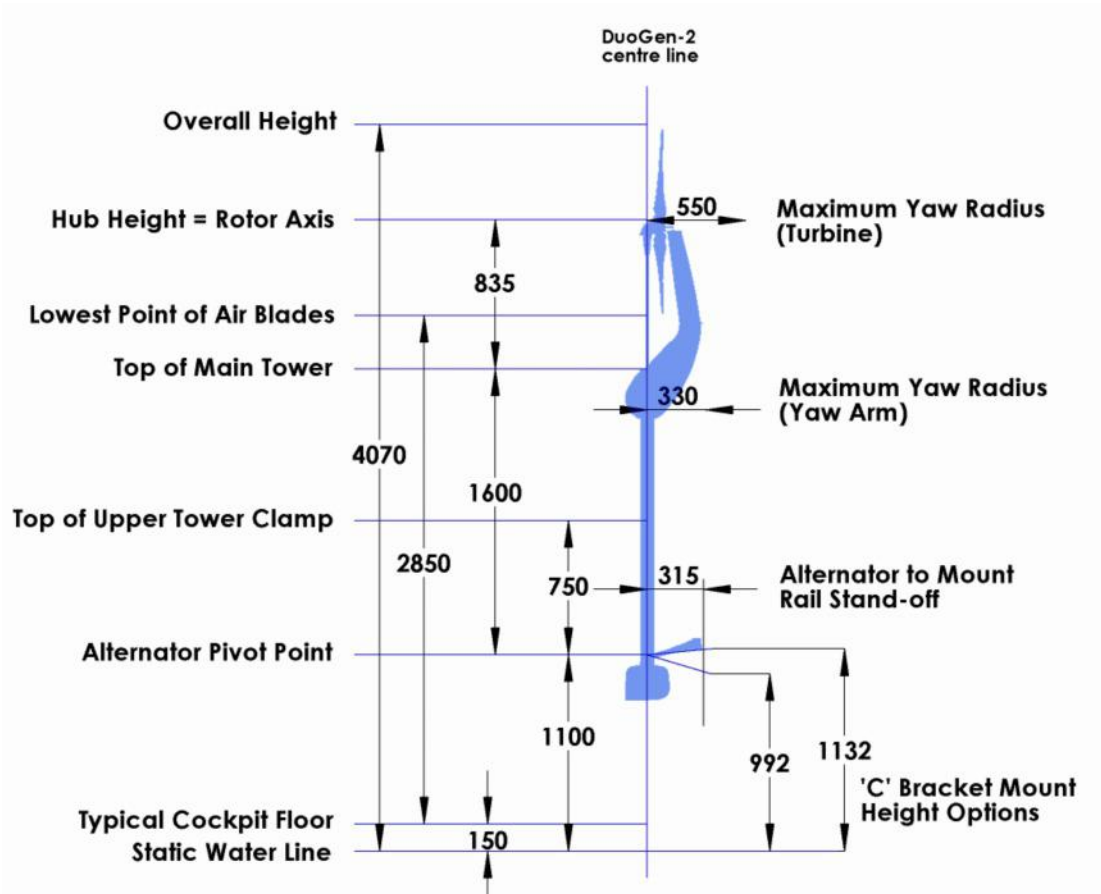 DuoGen-2
centre line
Overall Height
Hub Height = Rotor Axis
550
Maximum Yaw Radius
(Turbine)
835
Lowest Point of Air Blades
Top of Main Tower
330
Maximum Yaw Radius
(Yaw Arm)
4070
1600
Top of Upper Tower Clamp
2850
750
315
Alternator to Mount
Rail Stand-off
Alternator Pivot Point
1100
992
1132
'C' Bracket Mount
Height Options
Typical Cockpit Floor
150
Static Water Line